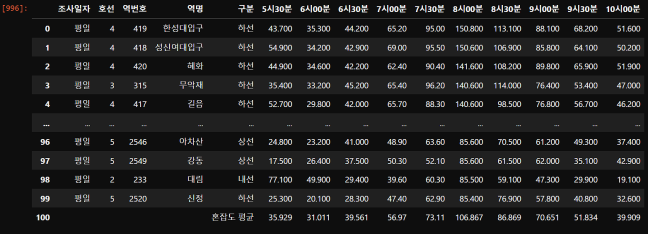 [996]:
조사일자 호선 역번호 역명 구분 5시30분 6시00분 6시30분 7시00분 7시30분 8시00분 8시30분 9시00분 9시30분 10시00분
0 평일 4 419 한성대입구 하선 43.700 35.300 44.200 65.20 95.00 150.800 113.100 88.100 68.200 51.600
1 평일 4 418 성신여대입구 하선 54.900 34.200 42.900 69.00 95.50 150.600 106.900 85.800 64.100 50.200
2 평일 4 420 혜화 하선 44.900 34.600 42.200 62.40 90.40 141.600 108.200 89.800 65.900 51.900
3 평일 3 315 무악재 하선 35.400 33.200 45.200 65.40 96.20 140.600 114.000 76.400 53.400 47.000
4 평일 4 417 길음 하선 52.700 29.800 42.000 65.70 88.30 141.600 98.500 76.800 56.700 46.200
... ... ... ... ... ... ... ... ... ... ... ... ... ... ... ...
96 평일 5 2546 아차산 상선 24.800 23.200 41.000 48.90 63.60 85.600 70.500 61.200 49.300 37.400
97 평일 5 2549 강동 상선 17.500 26.400 37.500 50.30 52.10 85.600 61.500 62.000 35.100 42.900
98 평일 2 233 대림 내선 77.100 49.900 29.400 39.60 60.30 85.500 59.100 47.300 29.900 19.100
99 평일 5 2520 신정 하선 25.300 20.100 28.300 47.40 62.90 85.400 76.900 57.800 40.800 32.600
100 혼잡도 평균 35.929 31.011 39.561 56.97 73.11 106.867 86.869 70.651 51.834 39.909